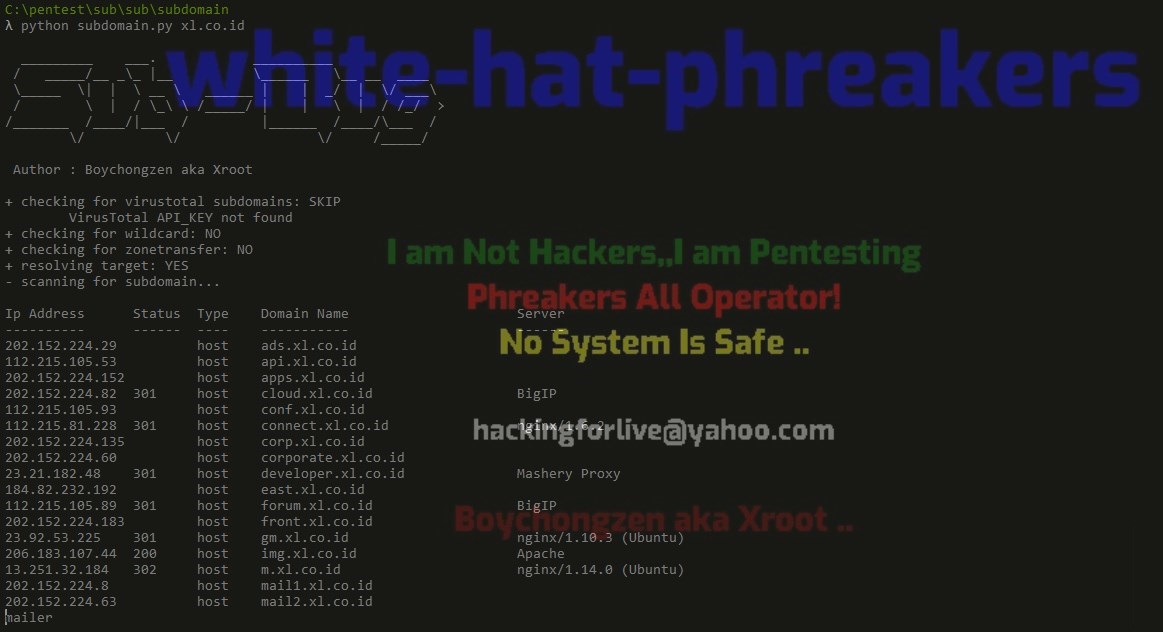 C:\pentest\sub\sub\subdomain
λ python subdomain.py xl.co.id
white-hat-phreakers
Author : Boychongzen aka Xroot
+ checking for virustotal subdomains: SKIP
VirusTotal API_KEY not found
+ checking for wildcard: NO
+ checking for zonetransfer: NO
+ resolving target: YES
- scanning for subdomain...
I am Not Hackers,,I am Pentesting
Phreakers All Operator!
No System Is Safe ..
hackingforlive@yahoo.com
Boychongzen aka Xroot ..
Ip Address Status Type Domain Name Server
---------- ------ ---- ----------- ------
202.152.224.29 host ads.xl.co.id
112.215.105.53 host api.xl.co.id
202.152.224.152 host apps.xl.co.id
202.152.224.82 301 host cloud.xl.co.id BigIP
112.215.105.93 host conf.xl.co.id
112.215.81.228 301 host connect.xl.co.id nginx/1.6.2
202.152.224.135 host corp.xl.co.id
202.152.224.60 host corporate.xl.co.id
23.21.182.48 301 host developer.xl.co.id Mashery Proxy
184.82.232.192 host east.xl.co.id
112.215.105.89 301 host forum.xl.co.id BigIP
202.152.224.183 host front.xl.co.id
23.92.53.225 301 host gm.xl.co.id nginx/1.10.3 (Ubuntu)
206.183.107.44 200 host img.xl.co.id Apache
13.251.32.184 302 host m.xl.co.id nginx/1.14.0 (Ubuntu)
202.152.224.8 host mail1.xl.co.id
202.152.224.63 host mail2.xl.co.id
mailer